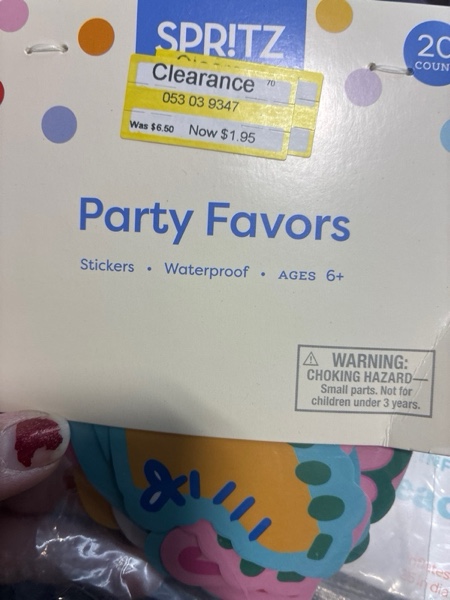 SPR!TZ
20
COUN
Clearance 70
053 03 9347
Was $6.50 Now $1.95
Party Favors
Stickers • Waterproof • AGES 6+
WARNING:
CHOKING HAZARD—
Small parts. Not for
children under 3 years.